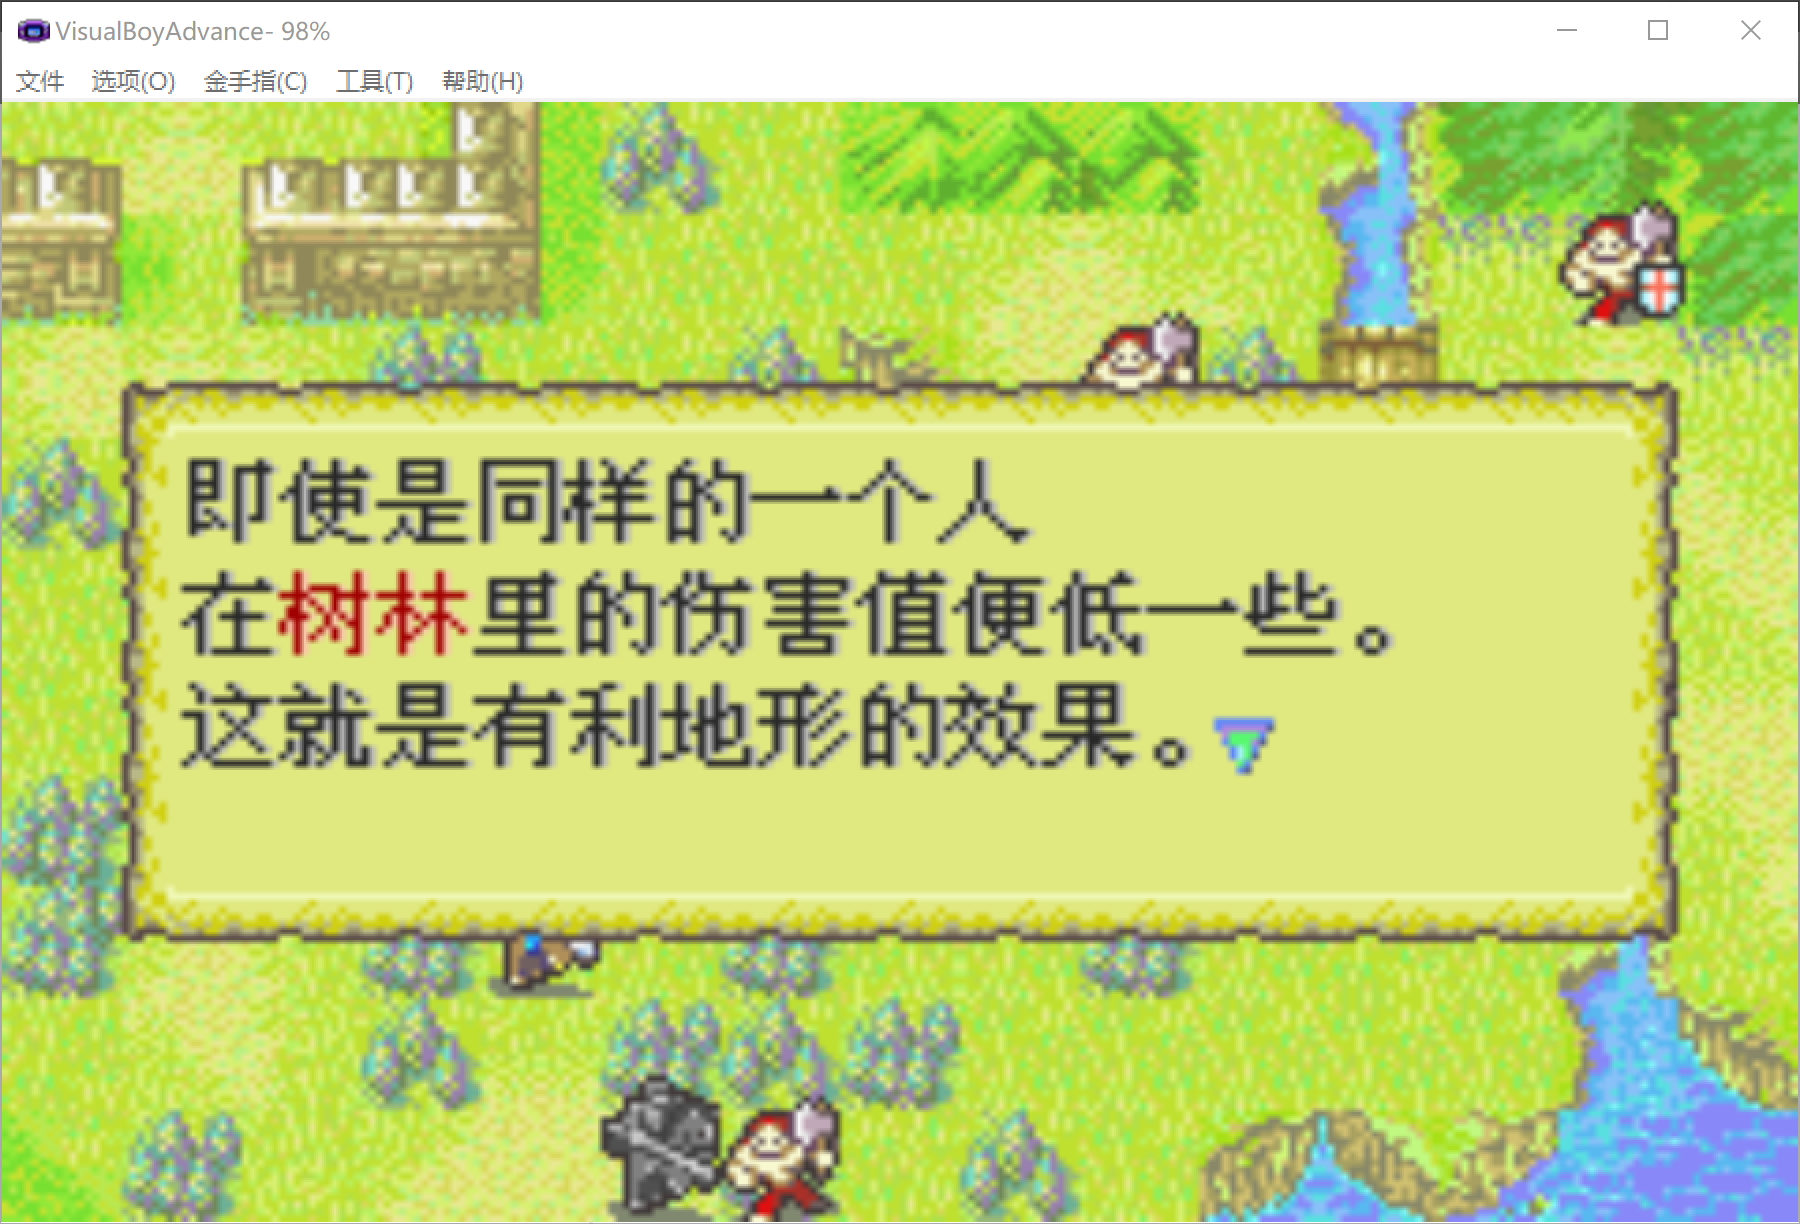 VisualBoyAdvance- 98%
文件 选项(O) 金手指(C) 工具(T) 帮助(H)
即使是同样的一个人
在树林里的伤害值便低一些。
这就是有利地形的效果。